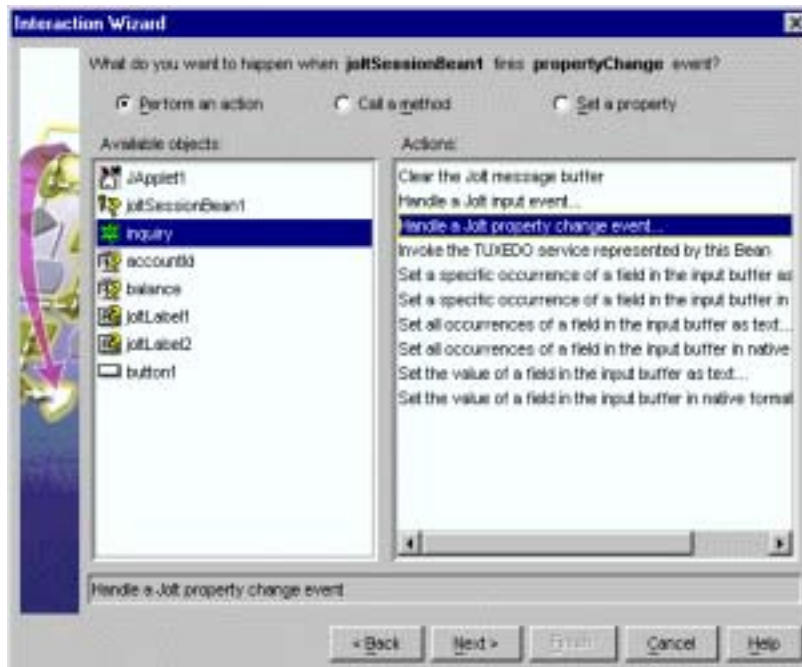 Interaction Wizard
What do you want to happen when joltSessionBean1 fires propertyChange event?
Perform an action
Call a method
Set a property
Available objects:
JApplet1
joltSessionBean1
inquiry
accountId
balance
joltLabel1
joltLabel2
button1
Actions:
Clear the Jolt message buffer
Handle a Jolt input event...
Handle a Jolt property change event...
Invoke the TUXEDO service represented by this Bean
Set a specific occurrence of a field in the input buffer as
Set a specific occurrence of a field in the input buffer in
Set all occurrences of a field in the input buffer as text...
Set all occurrences of a field in the input buffer in native
Set the value of a field in the input buffer as text...
Set the value of a field in the input buffer in native format
Handle a Jolt property change event
< Back
Next >
Finish
Cancel
Help